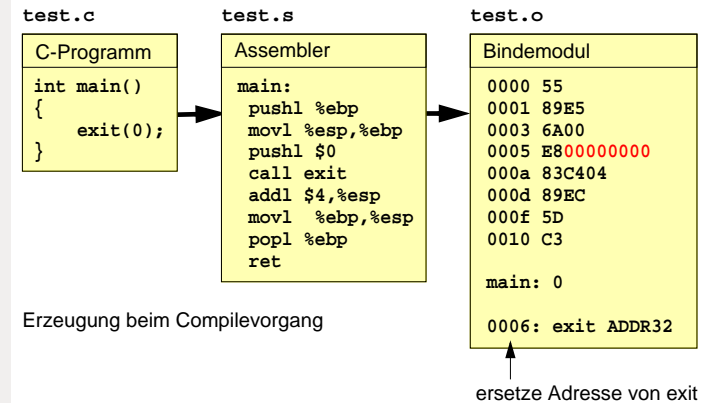 test.c
C-Programm
int main()
{
exit(0);
}
test.s
Assembler
main:
pushl %ebp
movl %esp,%ebp
pushl $0
call exit
addl $4,%esp
movl %ebp,%esp
popl %ebp
ret
test.o
Bindemodul
0000 55
0001 89E5
0003 6A00
0005 E800000000
000a 83C404
000d 89EC
000f 5D
0010 C3
main: 0
0006: exit ADDR32
Erzeugung beim Compilevorgang
ersetze Adresse von exit